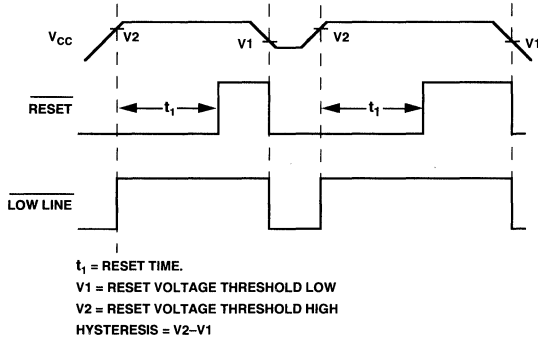 VCC V2 V1 V2 V1
RESET t1 t1
LOW LINE
t1 = RESET TIME.
V1 = RESET VOLTAGE THRESHOLD LOW
V2 = RESET VOLTAGE THRESHOLD HIGH
HYSTERESIS = V2–V1